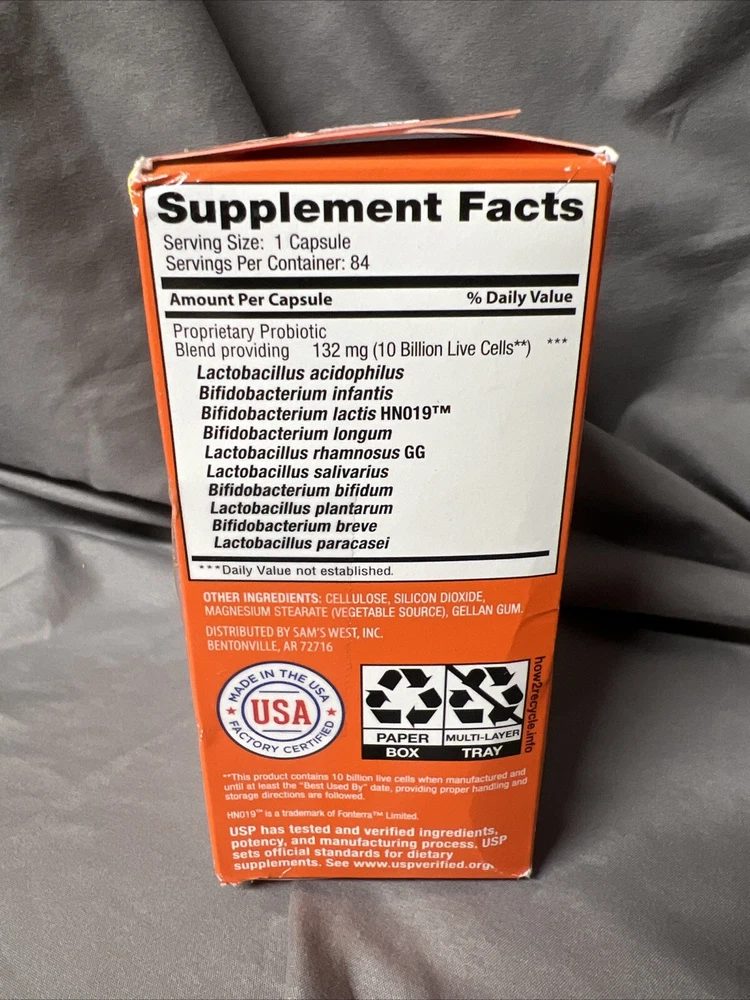 Supplement Facts
Serving Size: 1 Capsule
Servings Per Container: 84
Amount Per Capsule % Daily Value
Proprietary Probiotic
Blend providing 132 mg (10 Billion Live Cells**) ***
Lactobacillus acidophilus
Bifidobacterium infantis
Bifidobacterium lactis HN019™
Bifidobacterium longum
Lactobacillus rhamnosus GG
Lactobacillus salivarius
Bifidobacterium bifidum
Lactobacillus plantarum
Bifidobacterium breve
Lactobacillus paracasei
***Daily Value not established.
OTHER INGREDIENTS: CELLULOSE, SILICON DIOXIDE,
MAGNESIUM STEARATE (VEGETABLE SOURCE), GELLAN GUM.
DISTRIBUTED BY SAM'S WEST, INC.
BENTONVILLE, AR 72716
MADE IN THE USA
USA
FACTORY CERTIFIED
PAPER
BOX
MULTI-LAYER
TRAY
how2recycle.info
**This product contains 10 billion live cells when manufactured and
until at least the "Best Used By" date, providing proper handling and
storage directions are followed.
HN019™ is a trademark of Fonterra™ Limited.
USP has tested and verified ingredients,
potency, and manufacturing process. USP
sets official standards for dietary
supplements. See www.uspverified.org.